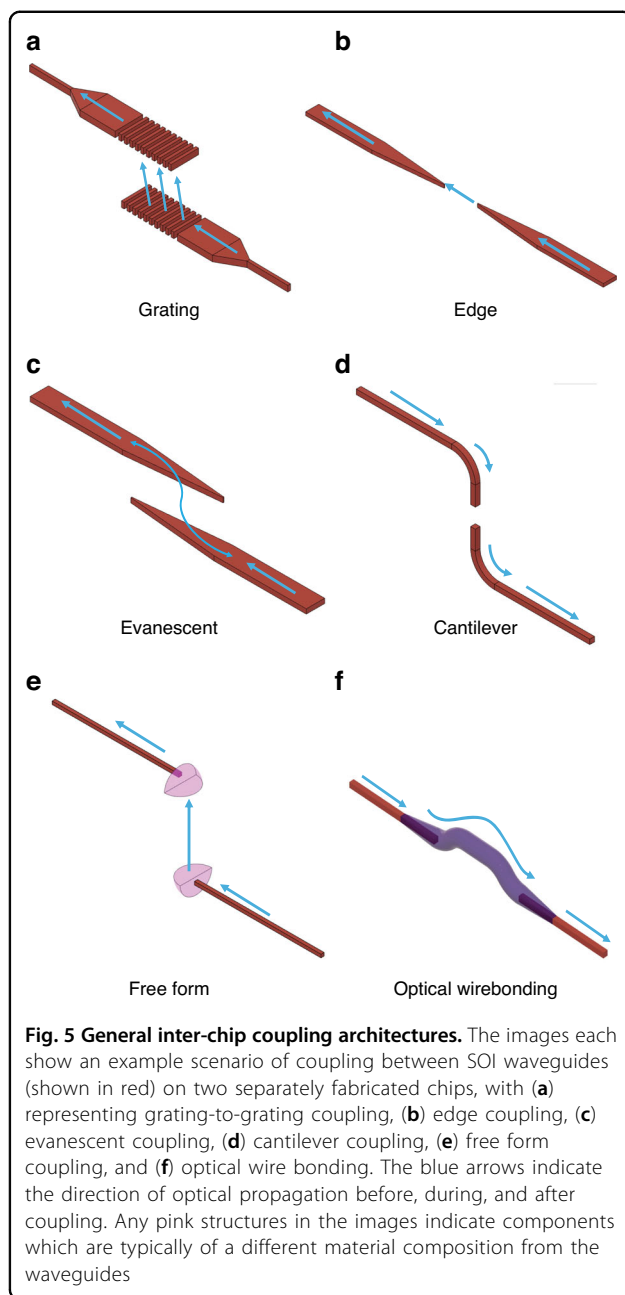 a
b
Grating
Edge
c
d
Evanescent
Cantilever
e
f
Free form
Optical wirebonding
Fig. 5 General inter-chip coupling architectures. The images each
show an example scenario of coupling between SOI waveguides
(shown in red) on two separately fabricated chips, with (a)
representing grating-to-grating coupling, (b) edge coupling, (c)
evanescent coupling, (d) cantilever coupling, (e) free form
coupling, and (f) optical wire bonding. The blue arrows indicate
the direction of optical propagation before, during, and after
coupling. Any pink structures in the images indicate components
which are typically of a different material composition from the
waveguides